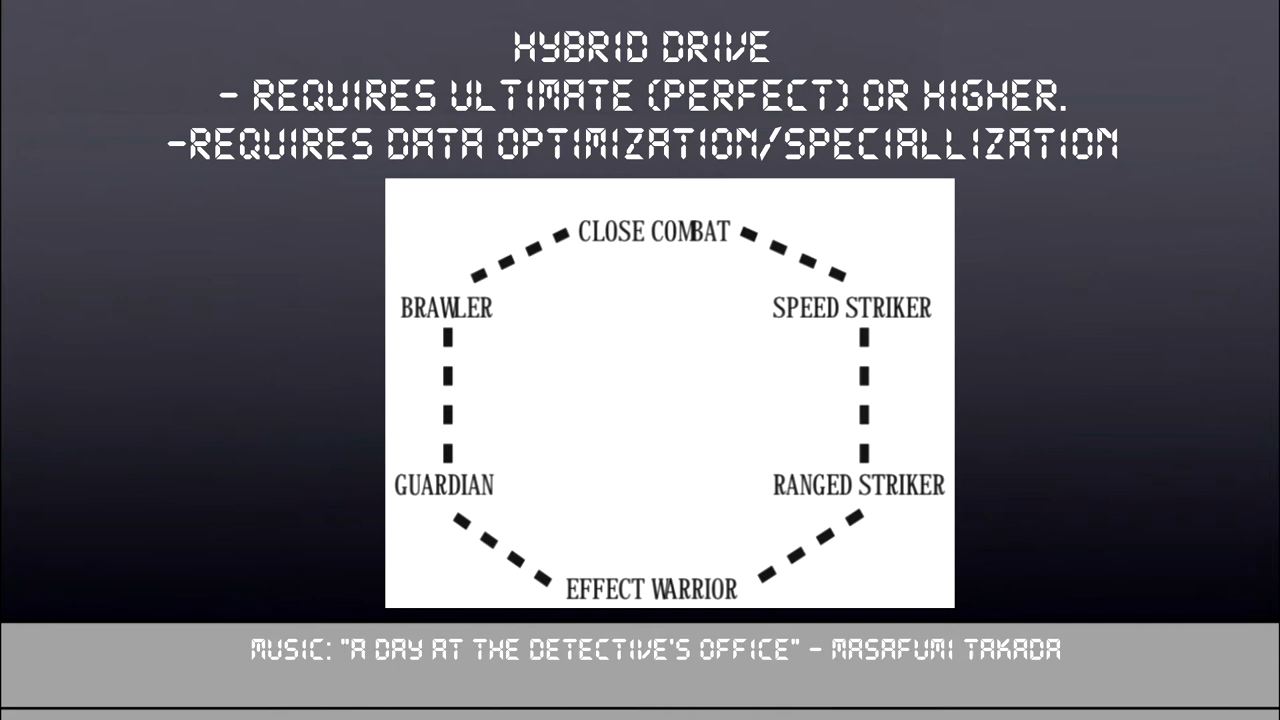 HYBRID DRIVE
- REQUIRES ULTIMATE (PERFECT) OR HIGHER.
-REQUIRES DATA OPTIMIZATION/SPECIALLIZATION
CLOSE COMBAT
BRAWLER
SPEED STRIKER
GUARDIAN
RANGED STRIKER
EFFECT WARRIOR
MUSIC: "A DAY AT THE DETECTIVE'S OFFICE" - MASAFUMI TAKADA